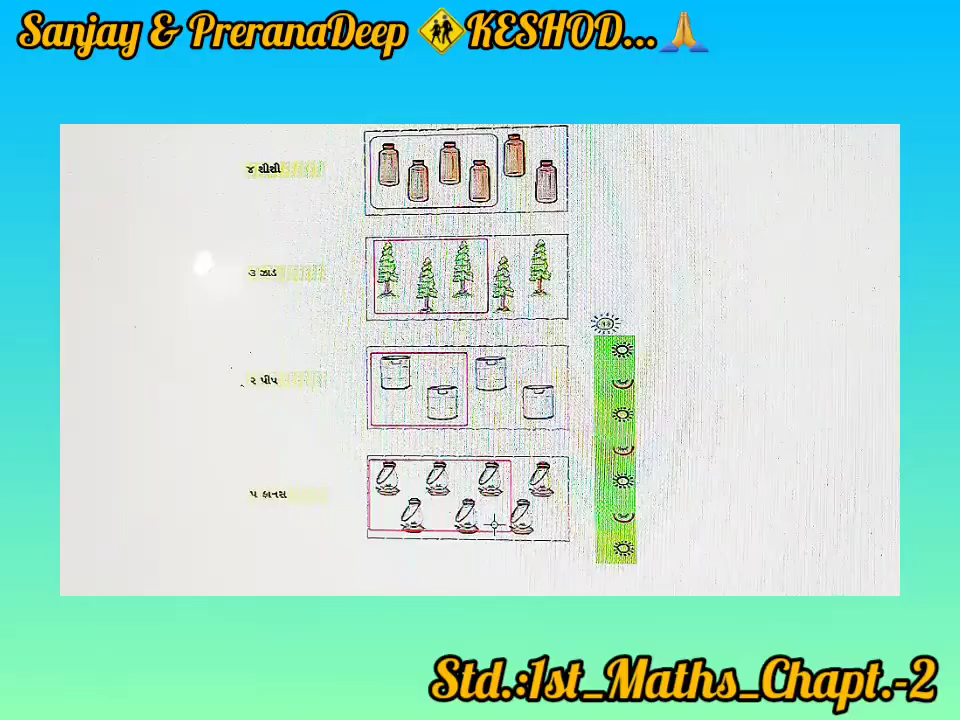 Sanjay & PreranaDeep 🚸KESHOD...🙏
૪ શીશી
૩ ઝાડ
૨ પીપ
૫ ફાનસ
Std.:1st_Maths_Chapt.-2